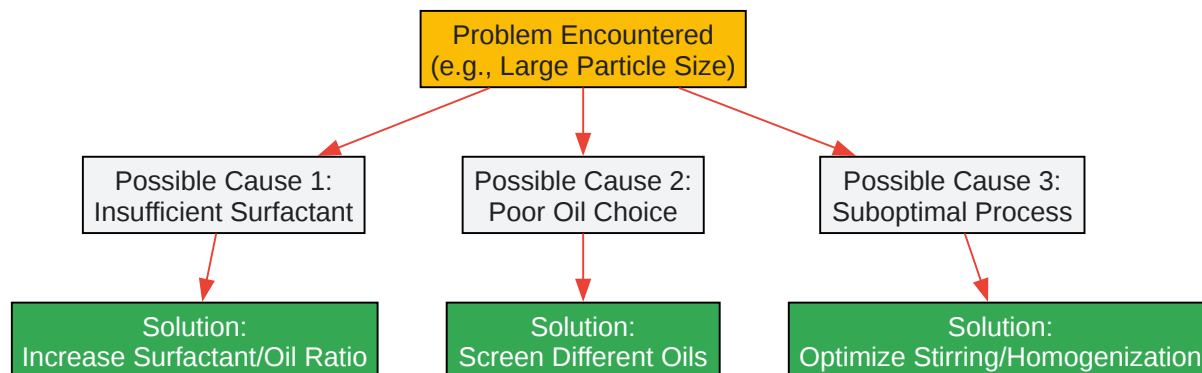 Problem Encountered
(e.g., Large Particle Size)
Possible Cause 1:
Insufficient Surfactant
Possible Cause 2:
Poor Oil Choice
Possible Cause 3:
Suboptimal Process
Solution:
Increase Surfactant/Oil Ratio
Solution:
Screen Different Oils
Solution:
Optimize Stirring/Homogenization